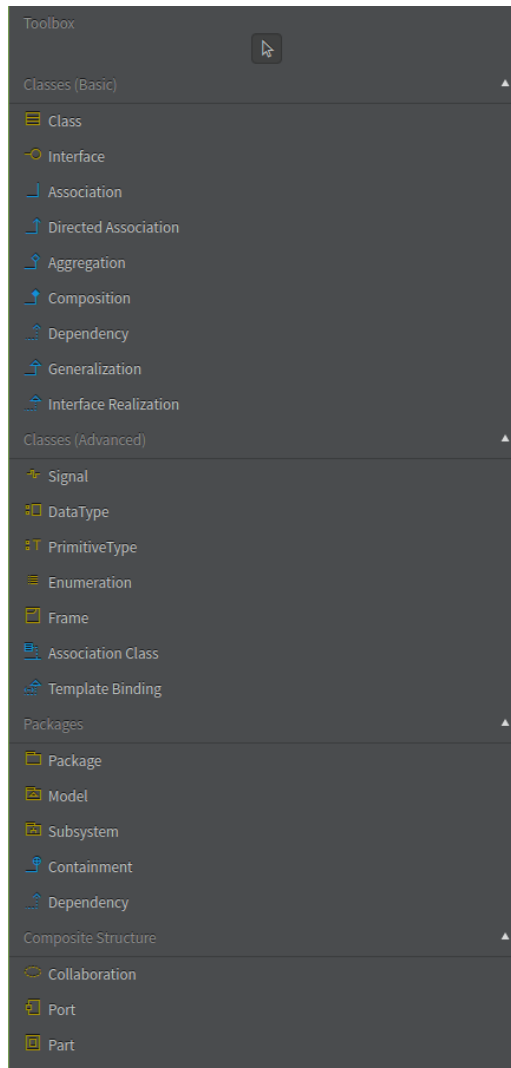 Toolbox
Classes (Basic)
Class
Interface
Association
Directed Association
Aggregation
Composition
Dependency
Generalization
Interface Realization
Classes (Advanced)
Signal
DataType
PrimitiveType
Enumeration
Frame
Association Class
Template Binding
Packages
Package
Model
Subsystem
Containment
Dependency
Composite Structure
Collaboration
Port
Part